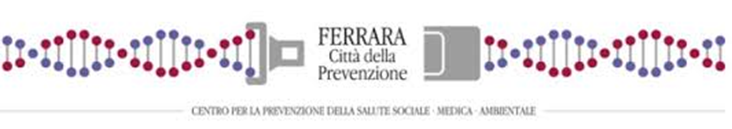 FERRARA
Città della
Prevenzione
CENTRO PER LA PREVENZIONE DELLA SALUTE SOCIALE · MEDICA · AMBIENTALE